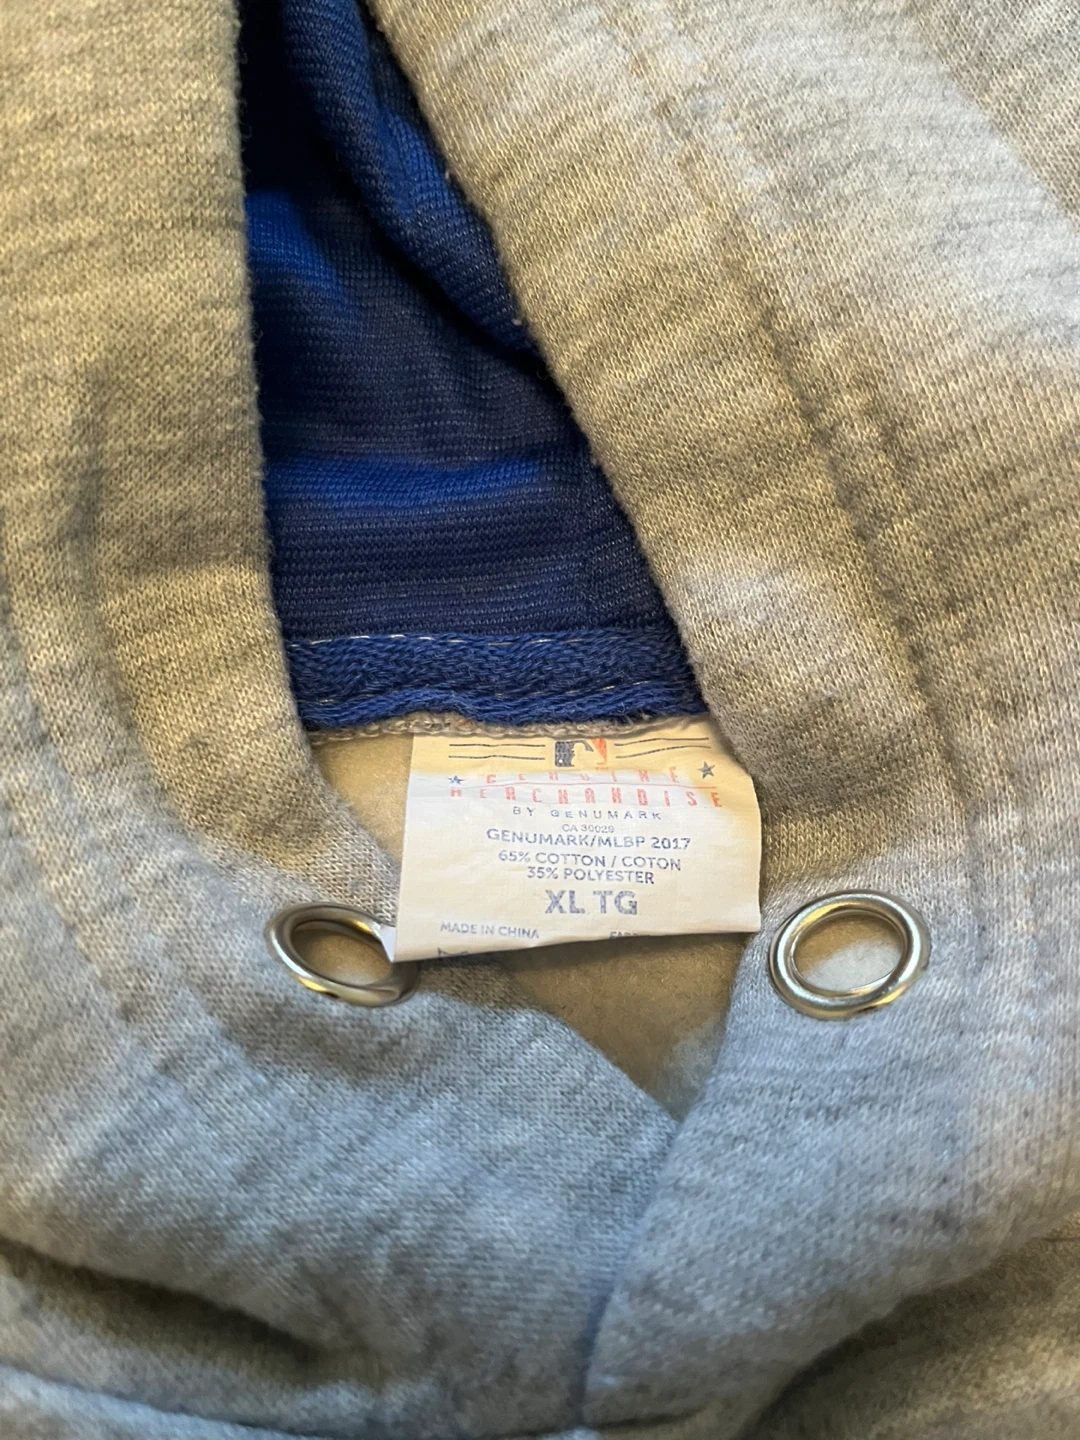 GENUINE
MERCHANDISE
BY GENUMARK
CA 30029
GENUMARK/MLBP 2017
65% COTTON / COTON
35% POLYESTER
XL TG
MADE IN CHINA